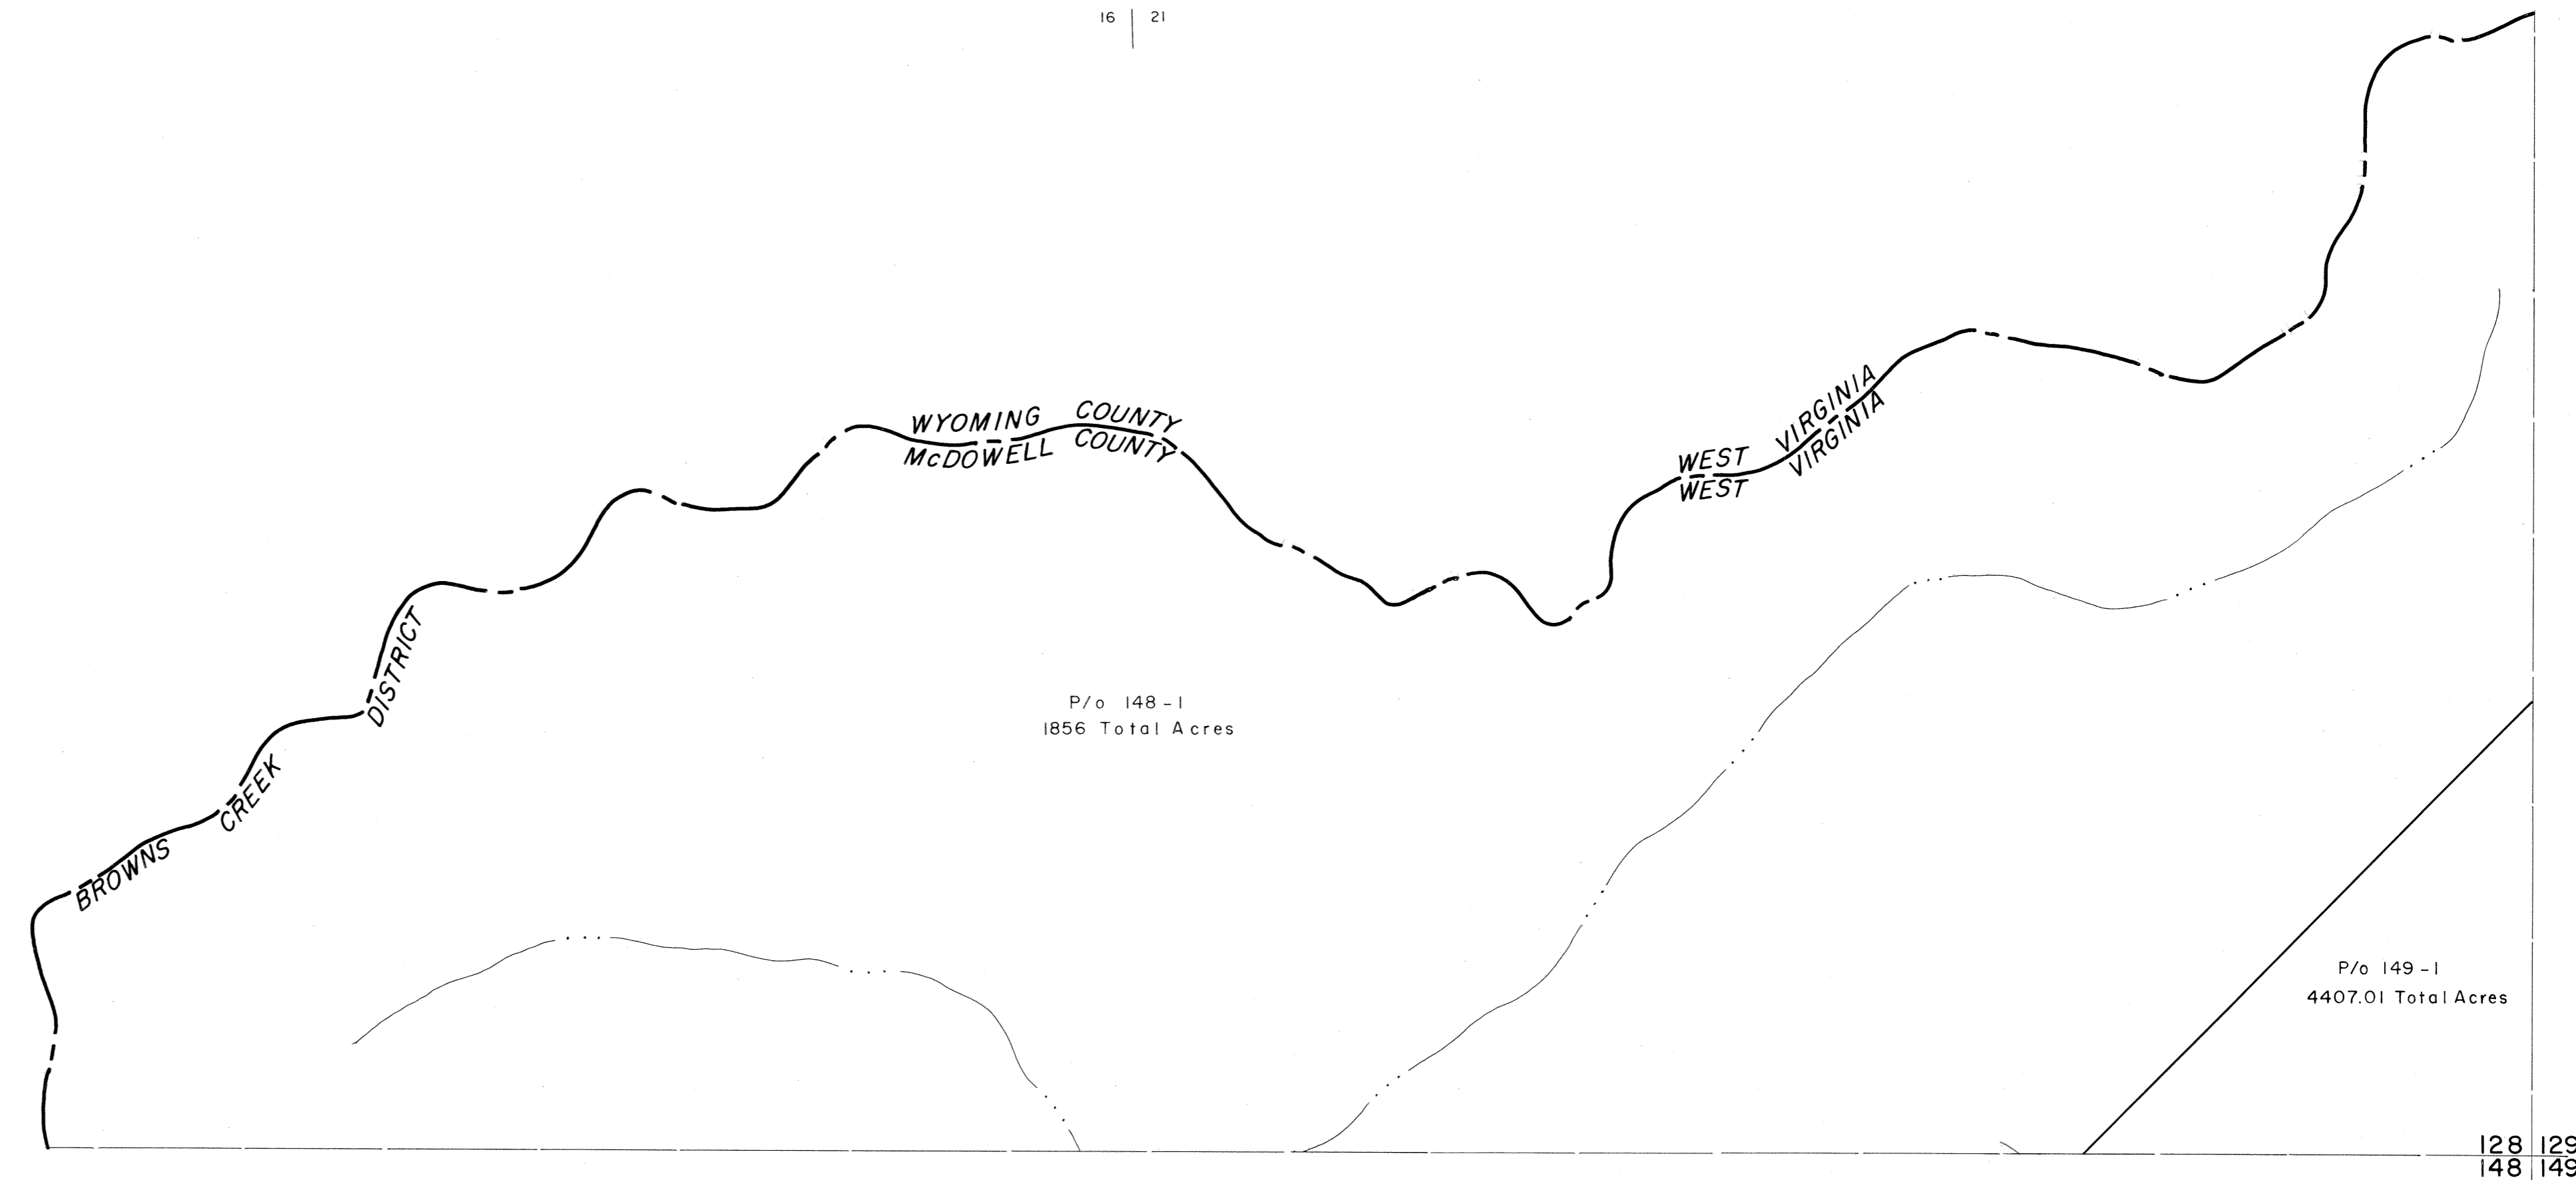 16 | 21
WYOMING COUNTY
McDOWELL COUNTY
WEST VIRGINIA
WEST VIRGINIA
BROWNS CREEK DISTRICT
P/o 148-1
1856 Total Acres
P/o 149-1
4407.01 Total Acres
128 | 129
148 | 149